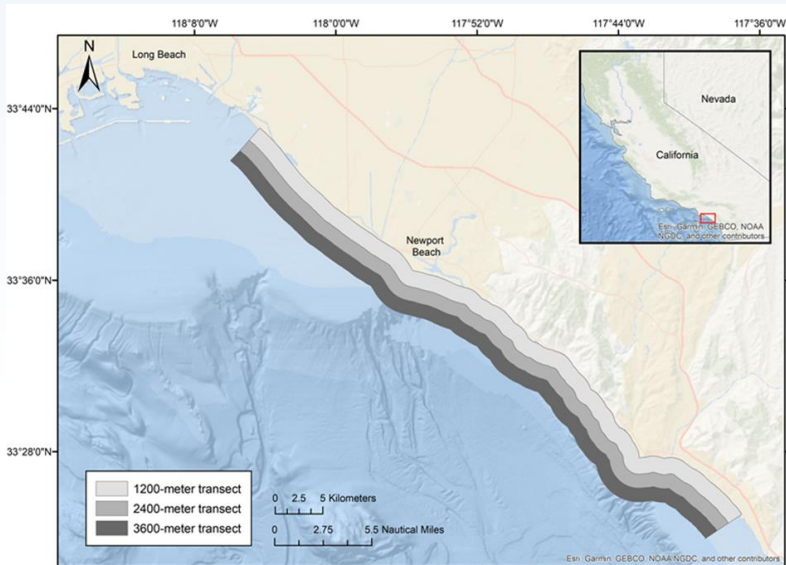 118°8'0"W 118°0'0"W 117°52'0"W 117°44'0"W 117°36'0"W
N
Long Beach
33°44'0"N
Nevada
California
Esri, Garmin, GEBCO, NOAA
NGDC, and other contributors
Newport
Beach
33°36'0"N
33°28'0"N
1200-meter transect
2400-meter transect
3600-meter transect
0 2.5 5 Kilometers
0 2.75 5.5 Nautical Miles
Esri, Garmin, GEBCO, NOAA NGDC, and other contributors